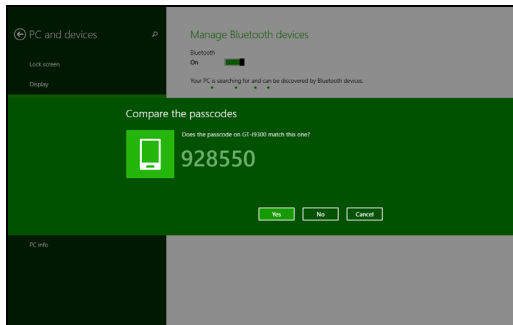 PC and devices
Lock screen
Display
PC info
Manage Bluetooth devices
Bluetooth
On
Your PC is searching for and can be discovered by Bluetooth devices.
Compare the passcodes
Does the passcode on GT-I9300 match this one?
928550
Yes No Cancel